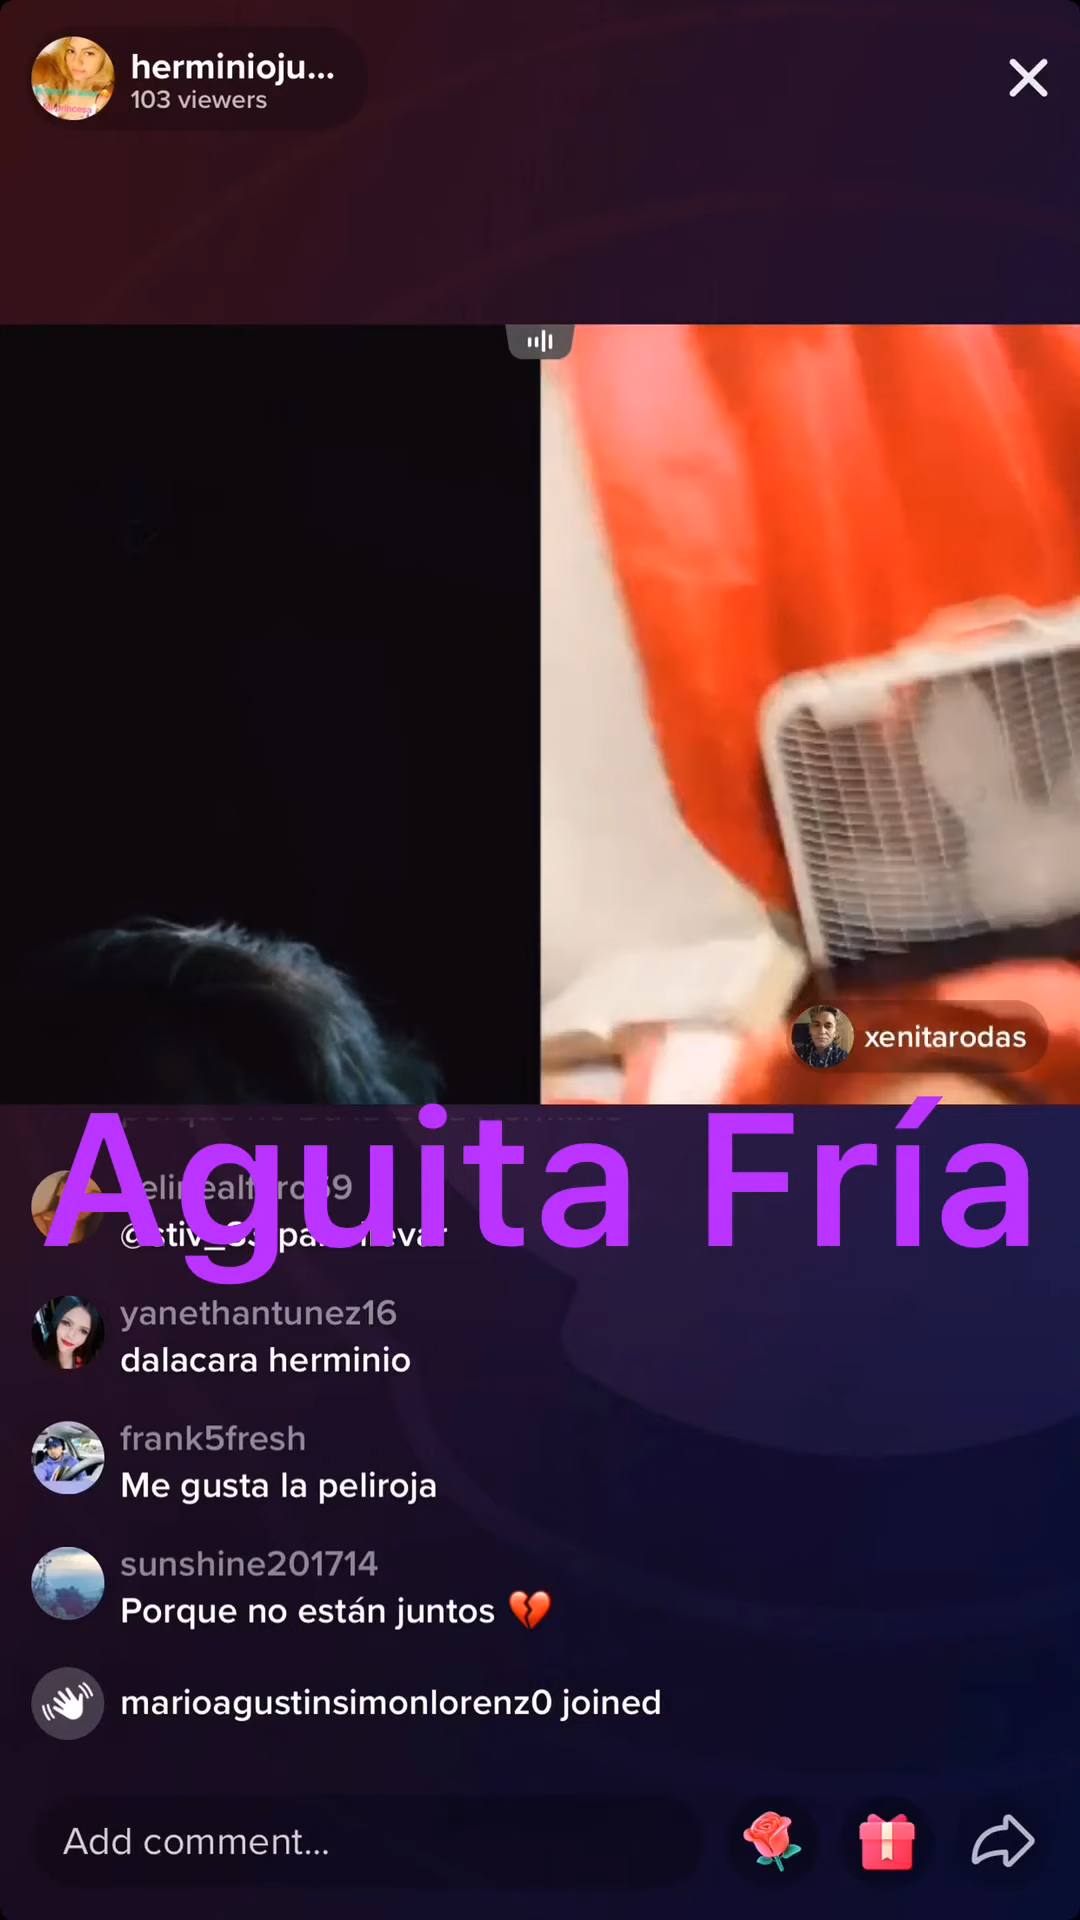 herminioju...
103 viewers
xenitarodas
Aguita Fría
yanethantunez16
dalacara herminio
frank5fresh
Me gusta la peliroja
sunshine201714
Porque no están juntos 💔
marioagustinsimonlorenz0 joined
Add comment...